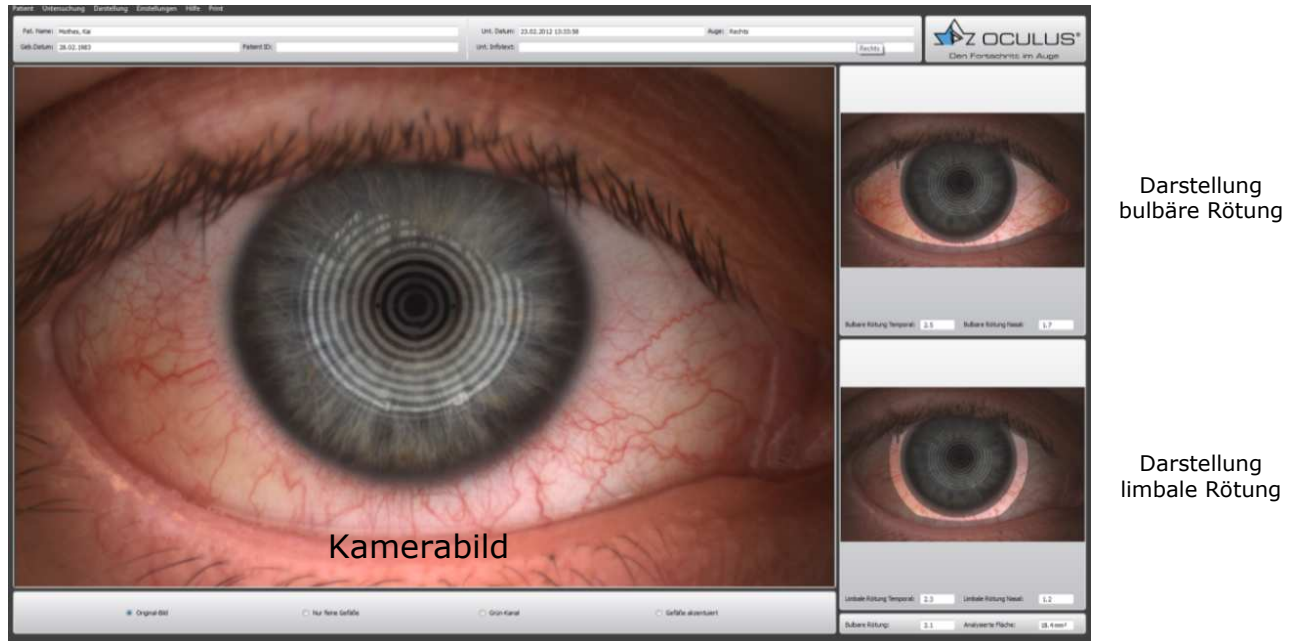 Patient Untersuchung Darstellung Einstellungen Hilfe Print
Pat. Name: Mothes, Kai
Unt. Datum: 23.02.2012 13:33:58
Auge: Rechts
Geb.Datum: 28.02.1983
Patient ID:
Unt. Infotext:
Rechts
OCULUS®
Den Fortschritt im Auge
Darstellung
bulbäre Rötung
Bulbäre Rötung Temporal: 2.5
Bulbäre Rötung Nasal: 1.7
Darstellung
limbale Rötung
Kamerabild
Limbale Rötung Temporal: 2.3
Limbale Rötung Nasal: 1.2
Original-Bild
Nur feine Gefäße
Grün-Kanal
Gefäße akzentuiert
Bulbäre Rötung: 2.1
Analysierte Fläche: